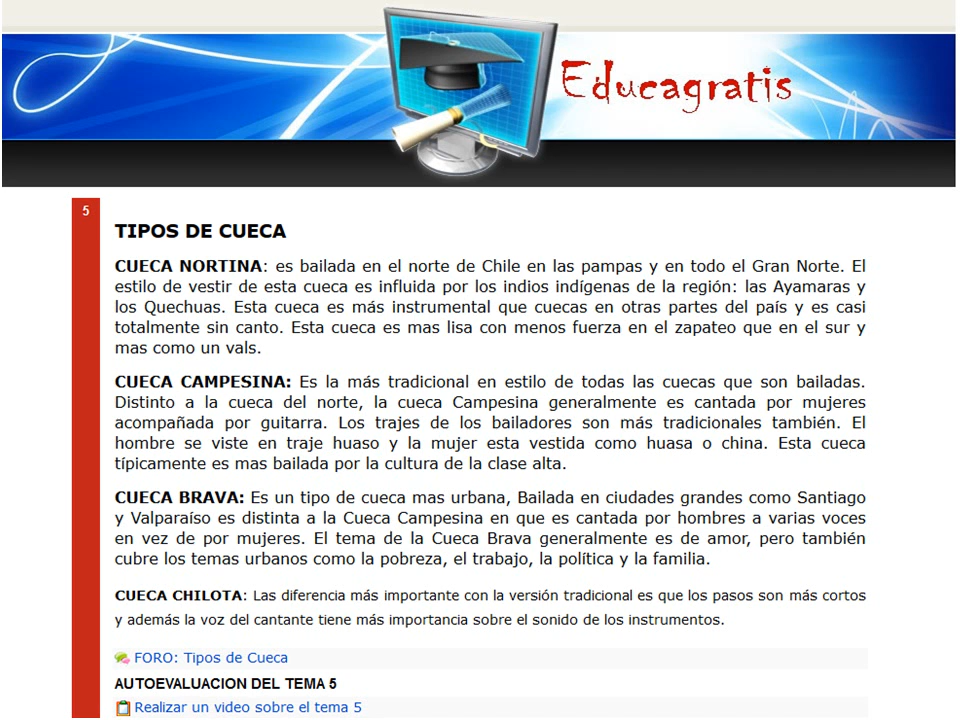 Educagratis
5
TIPOS DE CUECA
CUECA NORTINA: es bailada en el norte de Chile en las pampas y en todo el Gran Norte. El
estilo de vestir de esta cueca es influida por los indios indígenas de la región: las Ayamaras y
los Quechuas. Esta cueca es más instrumental que cuecas en otras partes del país y es casi
totalmente sin canto. Esta cueca es mas lisa con menos fuerza en el zapateo que en el sur y
mas como un vals.
CUECA CAMPESINA: Es la más tradicional en estilo de todas las cuecas que son bailadas.
Distinto a la cueca del norte, la cueca Campesina generalmente es cantada por mujeres
acompañada por guitarra. Los trajes de los bailadores son más tradicionales también. El
hombre se viste en traje huaso y la mujer esta vestida como huasa o china. Esta cueca
típicamente es mas bailada por la cultura de la clase alta.
CUECA BRAVA: Es un tipo de cueca mas urbana, Bailada en ciudades grandes como Santiago
y Valparaíso es distinta a la Cueca Campesina en que es cantada por hombres a varias voces
en vez de por mujeres. El tema de la Cueca Brava generalmente es de amor, pero también
cubre los temas urbanos como la pobreza, el trabajo, la política y la familia.
CUECA CHILOTA: Las diferencia más importante con la versión tradicional es que los pasos son más cortos
y además la voz del cantante tiene más importancia sobre el sonido de los instrumentos.
FORO: Tipos de Cueca
AUTOEVALUACION DEL TEMA 5
Realizar un video sobre el tema 5